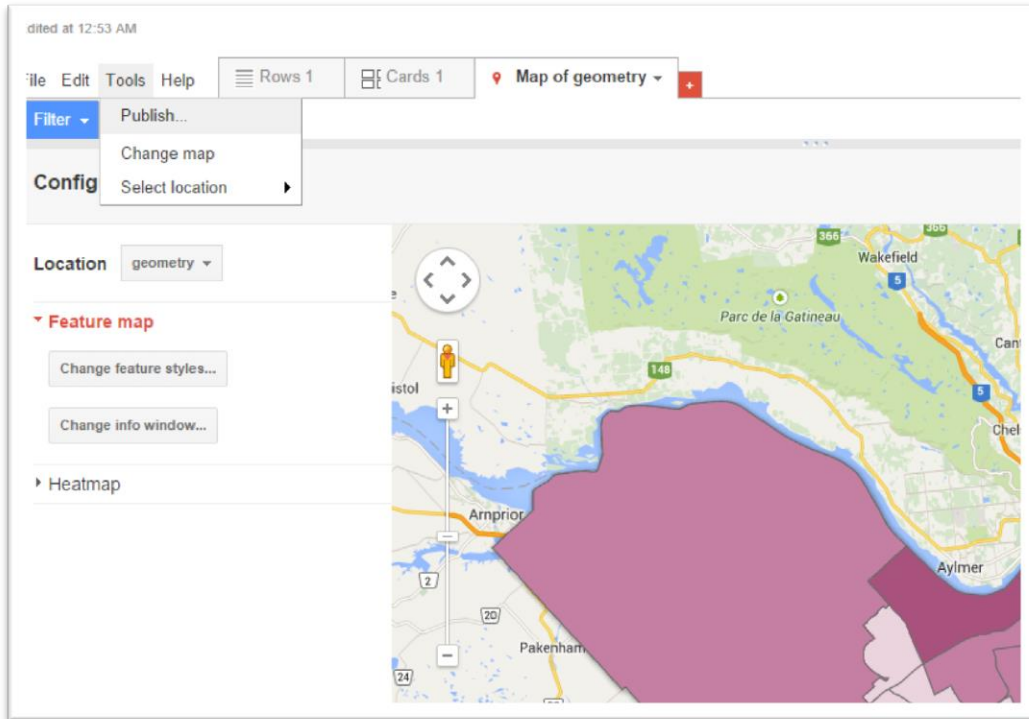 dited at 12:53 AM
File Edit Tools Help Rows 1 Cards 1 Map of geometry +
Filter
Publish...
Change map
Config
Select location
Location geometry
Feature map
Change feature styles...
Change info window...
Heatmap
366
366
Wakefield
5
Parc de la Gatineau
Can
148
istol
5
+
Chel
Arnprior
Aylmer
2
20
Pakenham
24